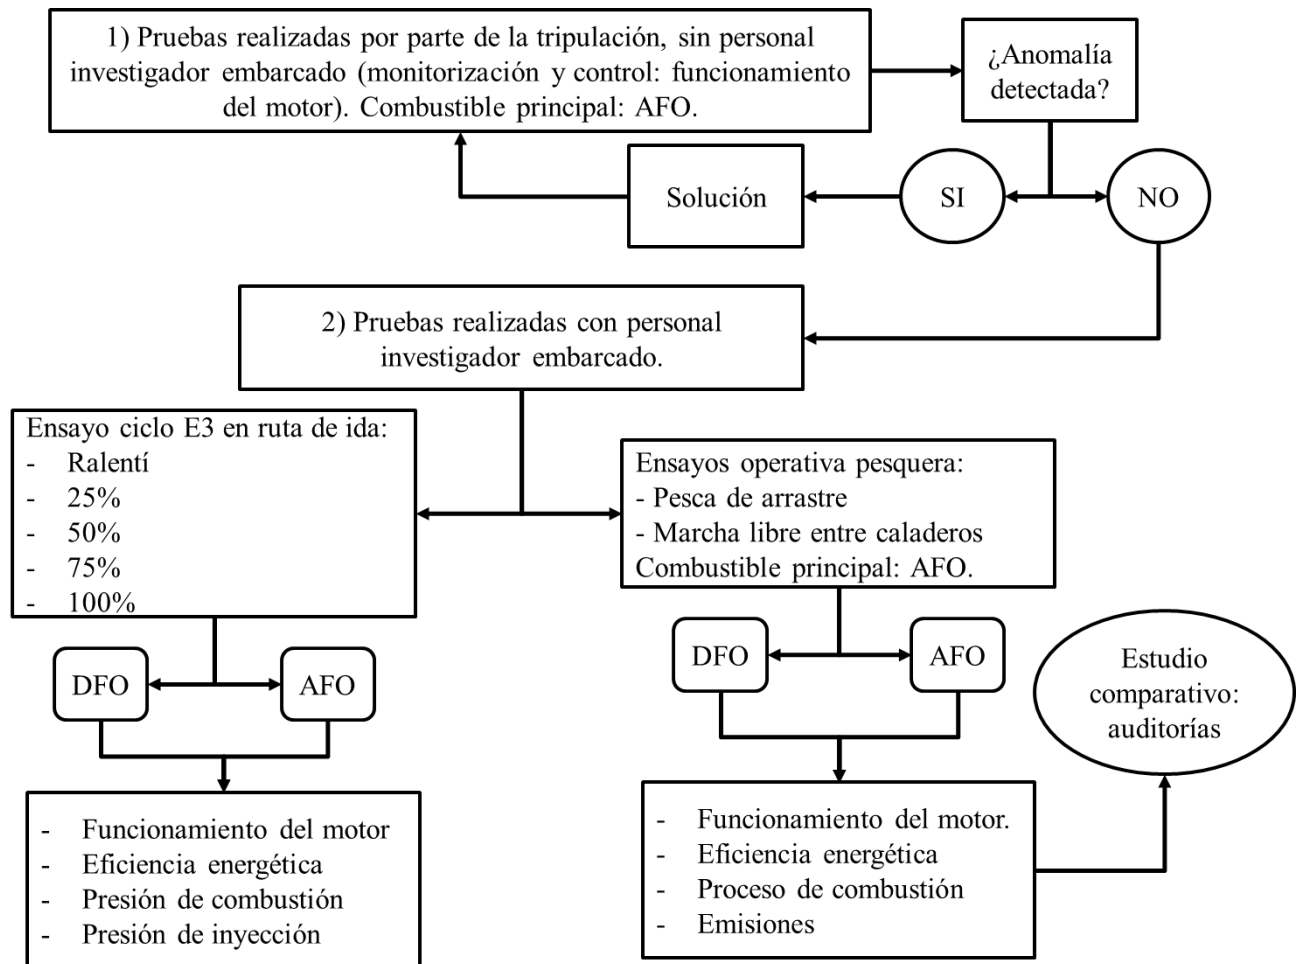 1) Pruebas realizadas por parte de la tripulación, sin personal
investigador embarcado (monitorización y control: funcionamiento
del motor). Combustible principal: AFO.
¿Anomalía
detectada?
Solución
SI
NO
2) Pruebas realizadas con personal
investigador embarcado.
Ensayo ciclo E3 en ruta de ida:
- Ralentí
- 25%
- 50%
- 75%
- 100%
Ensayos operativa pesquera:
- Pesca de arrastre
- Marcha libre entre caladeros
Combustible principal: AFO.
DFO
AFO
DFO
AFO
Estudio
comparativo:
auditorías
- Funcionamiento del motor
- Eficiencia energética
- Presión de combustión
- Presión de inyección
- Funcionamiento del motor.
- Eficiencia energética
- Proceso de combustión
- Emisiones